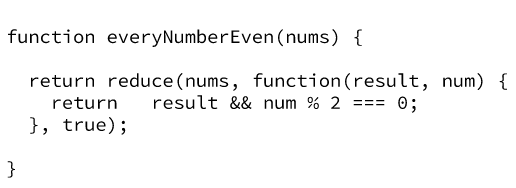 function everyNumberEven(nums) {
  return reduce(nums, function(result, num) {
    return   result && num % 2 === 0;
  }, true);
}